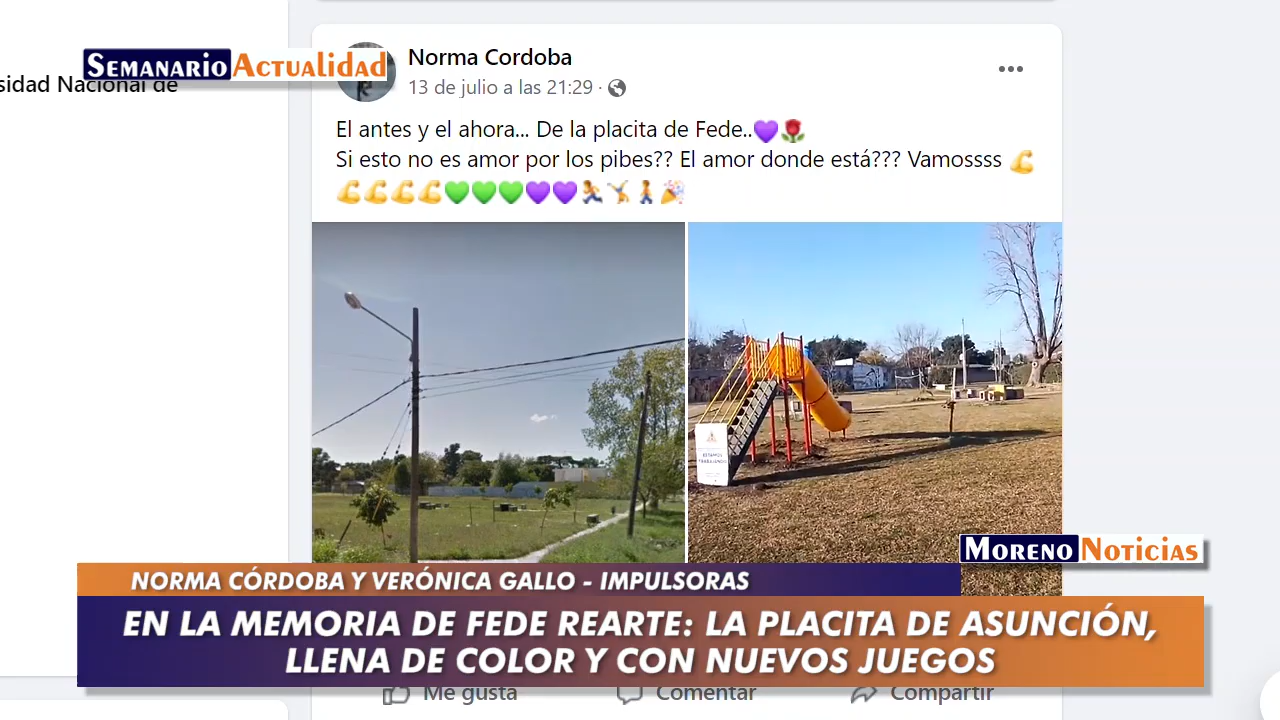 SEMANARIO ACTUALIDAD
sidad Nacional de
Norma Cordoba
13 de julio a las 21:29 ·
El antes y el ahora... De la placita de Fede..💜🌹
Si esto no es amor por los pibes?? El amor donde está??? Vamossss 💪
💪💪💪💪💚💚💚💜💜🏃🤸🚶🎉
ESTAMOS
TRABAJANDO
MORENO NOTICIAS
NORMA CÓRDOBA Y VERÓNICA GALLO - IMPULSORAS
EN LA MEMORIA DE FEDE REARTE: LA PLACITA DE ASUNCIÓN,
LLENA DE COLOR Y CON NUEVOS JUEGOS
Me gusta
Comentar
Compartir